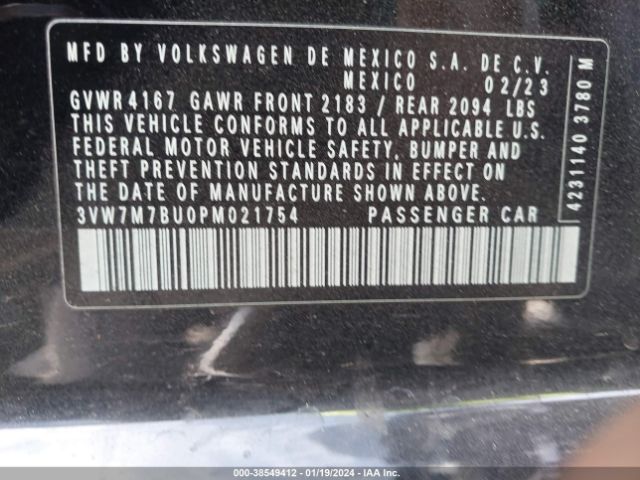 MFD BY VOLKSWAGEN DE MEXICO S.A. DE C.V.
MEXICO 02/23
GVWR 4167 GAWR FRONT 2183 / REAR 2094 LBS
THIS VEHICLE CONFORMS TO ALL APPLICABLE U.S.
FEDERAL MOTOR VEHICLE SAFETY, BUMPER AND
THEFT PREVENTION STANDARDS IN EFFECT ON
THE DATE OF MANUFACTURE SHOWN ABOVE.
3VW7M7BU0PM021754 PASSENGER CAR
4231140 3780 M
000-38549412 - 01/19/2024 - IAA Inc.